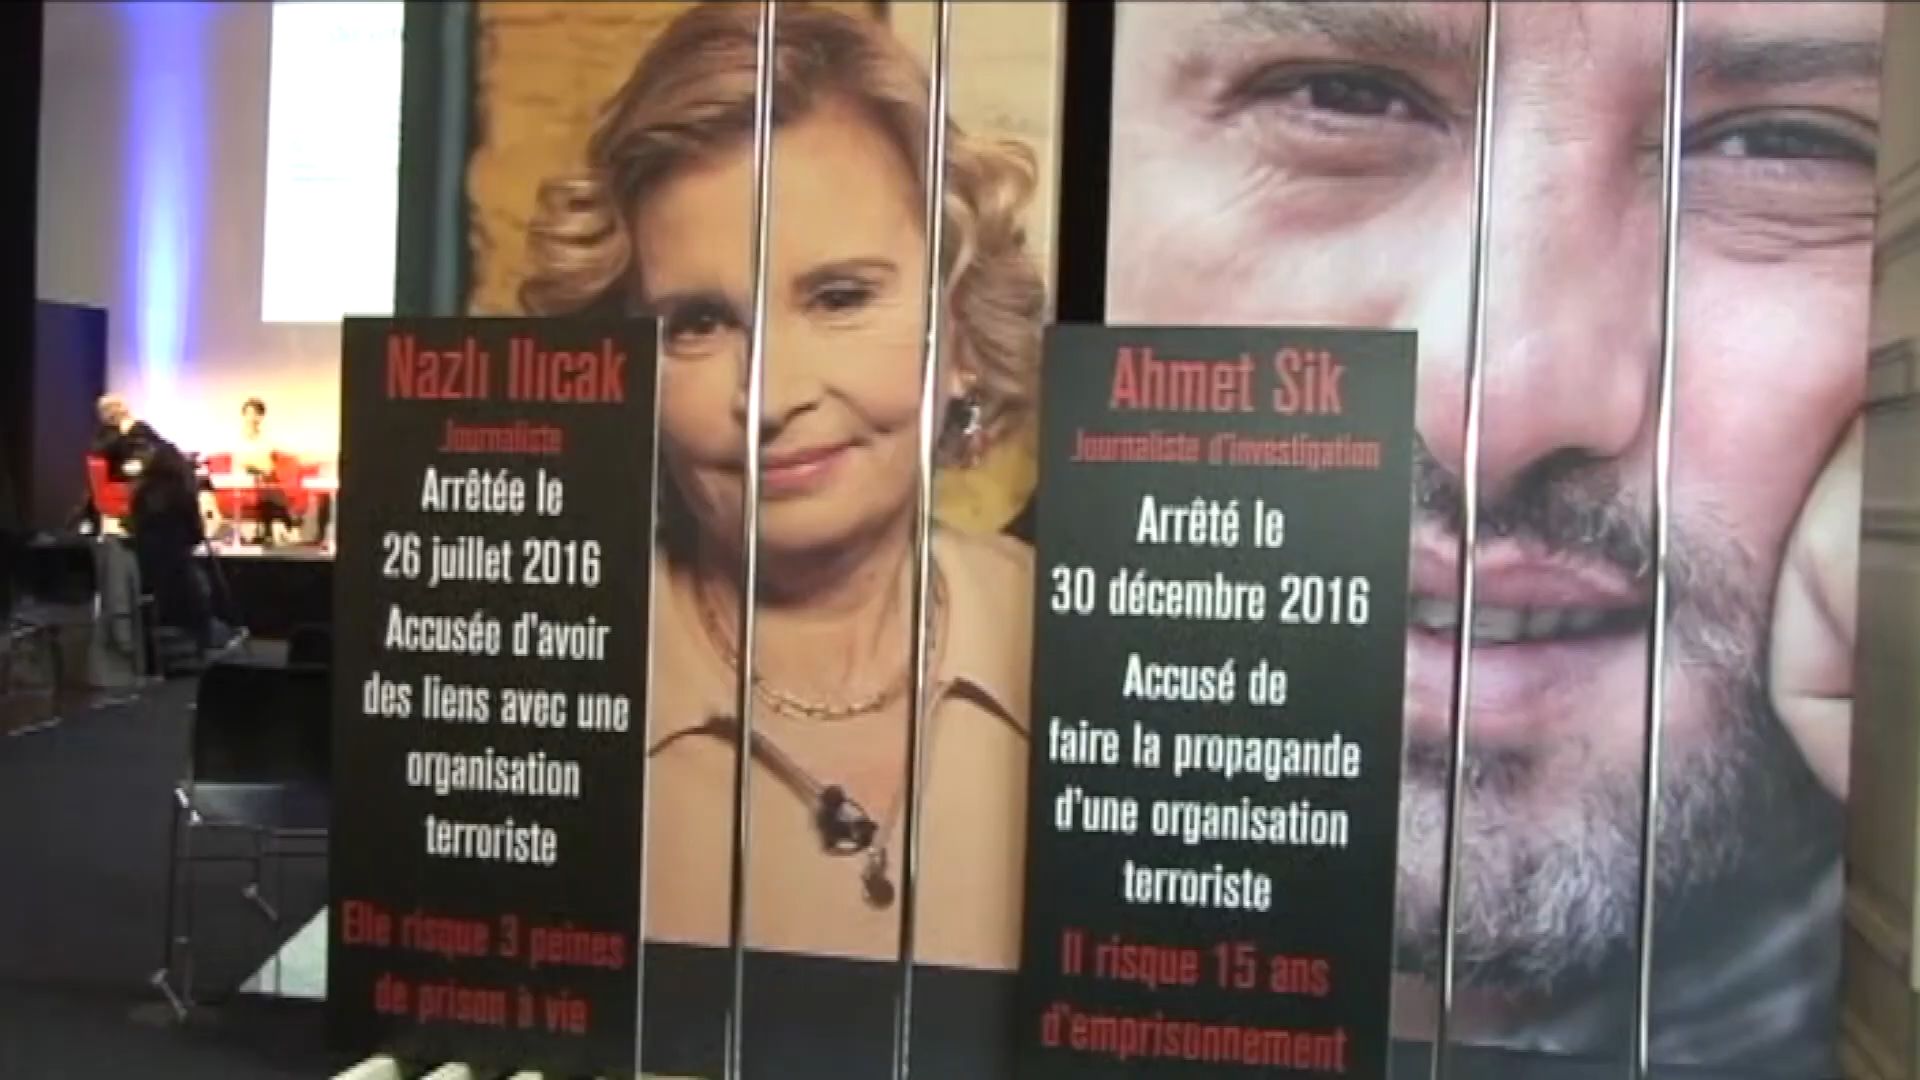 Nazlı Ilıcak
Journaliste
Arrêtée le
26 juillet 2016
Accusée d'avoir
des liens avec une
organisation
terroriste
Elle risque 3 peines
de prison à vie
Ahmet Sik
Journaliste d'investigation
Arrêté le
30 décembre 2016
Accusé de
faire la propagande
d'une organisation
terroriste
Il risque 15 ans
d'emprisonnement